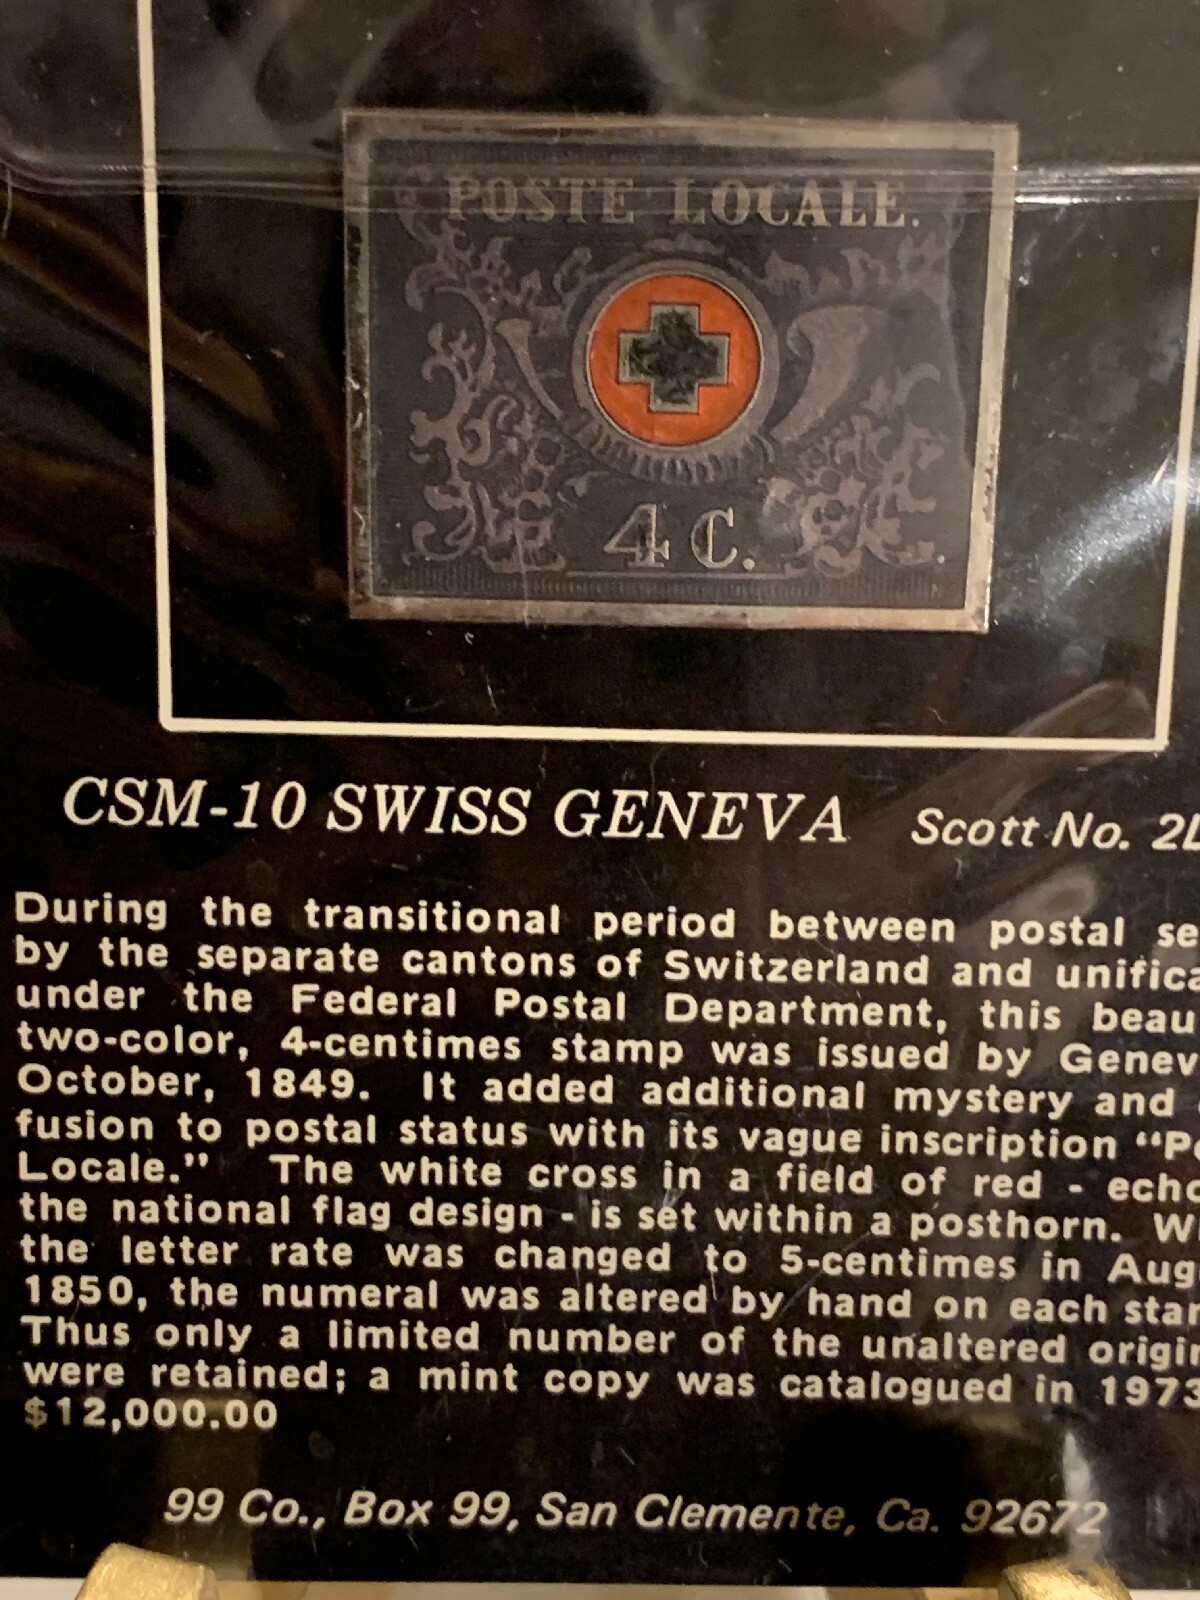 POSTE LOCALE.
4 C.
CSM-10 SWISS GENEVA Scott No.
During the transitional period between postal
by the separate cantons of Switzerland and
under the Federal Postal Department, this
two-color, 4-centimes stamp was issued by
October, 1849. It added additional mystery and
fusion to postal status with its vague inscription
Locale." The white cross in a field of red -
the national flag design - is set within a posthorn.
the letter rate was changed to 5-centimes in
1850, the numeral was altered by hand on each
Thus only a limited number of the unaltered
were retained; a mint copy was catalogued in 1973
$12,000.00
99 Co., Box 99, San Clemente, Ca. 92672